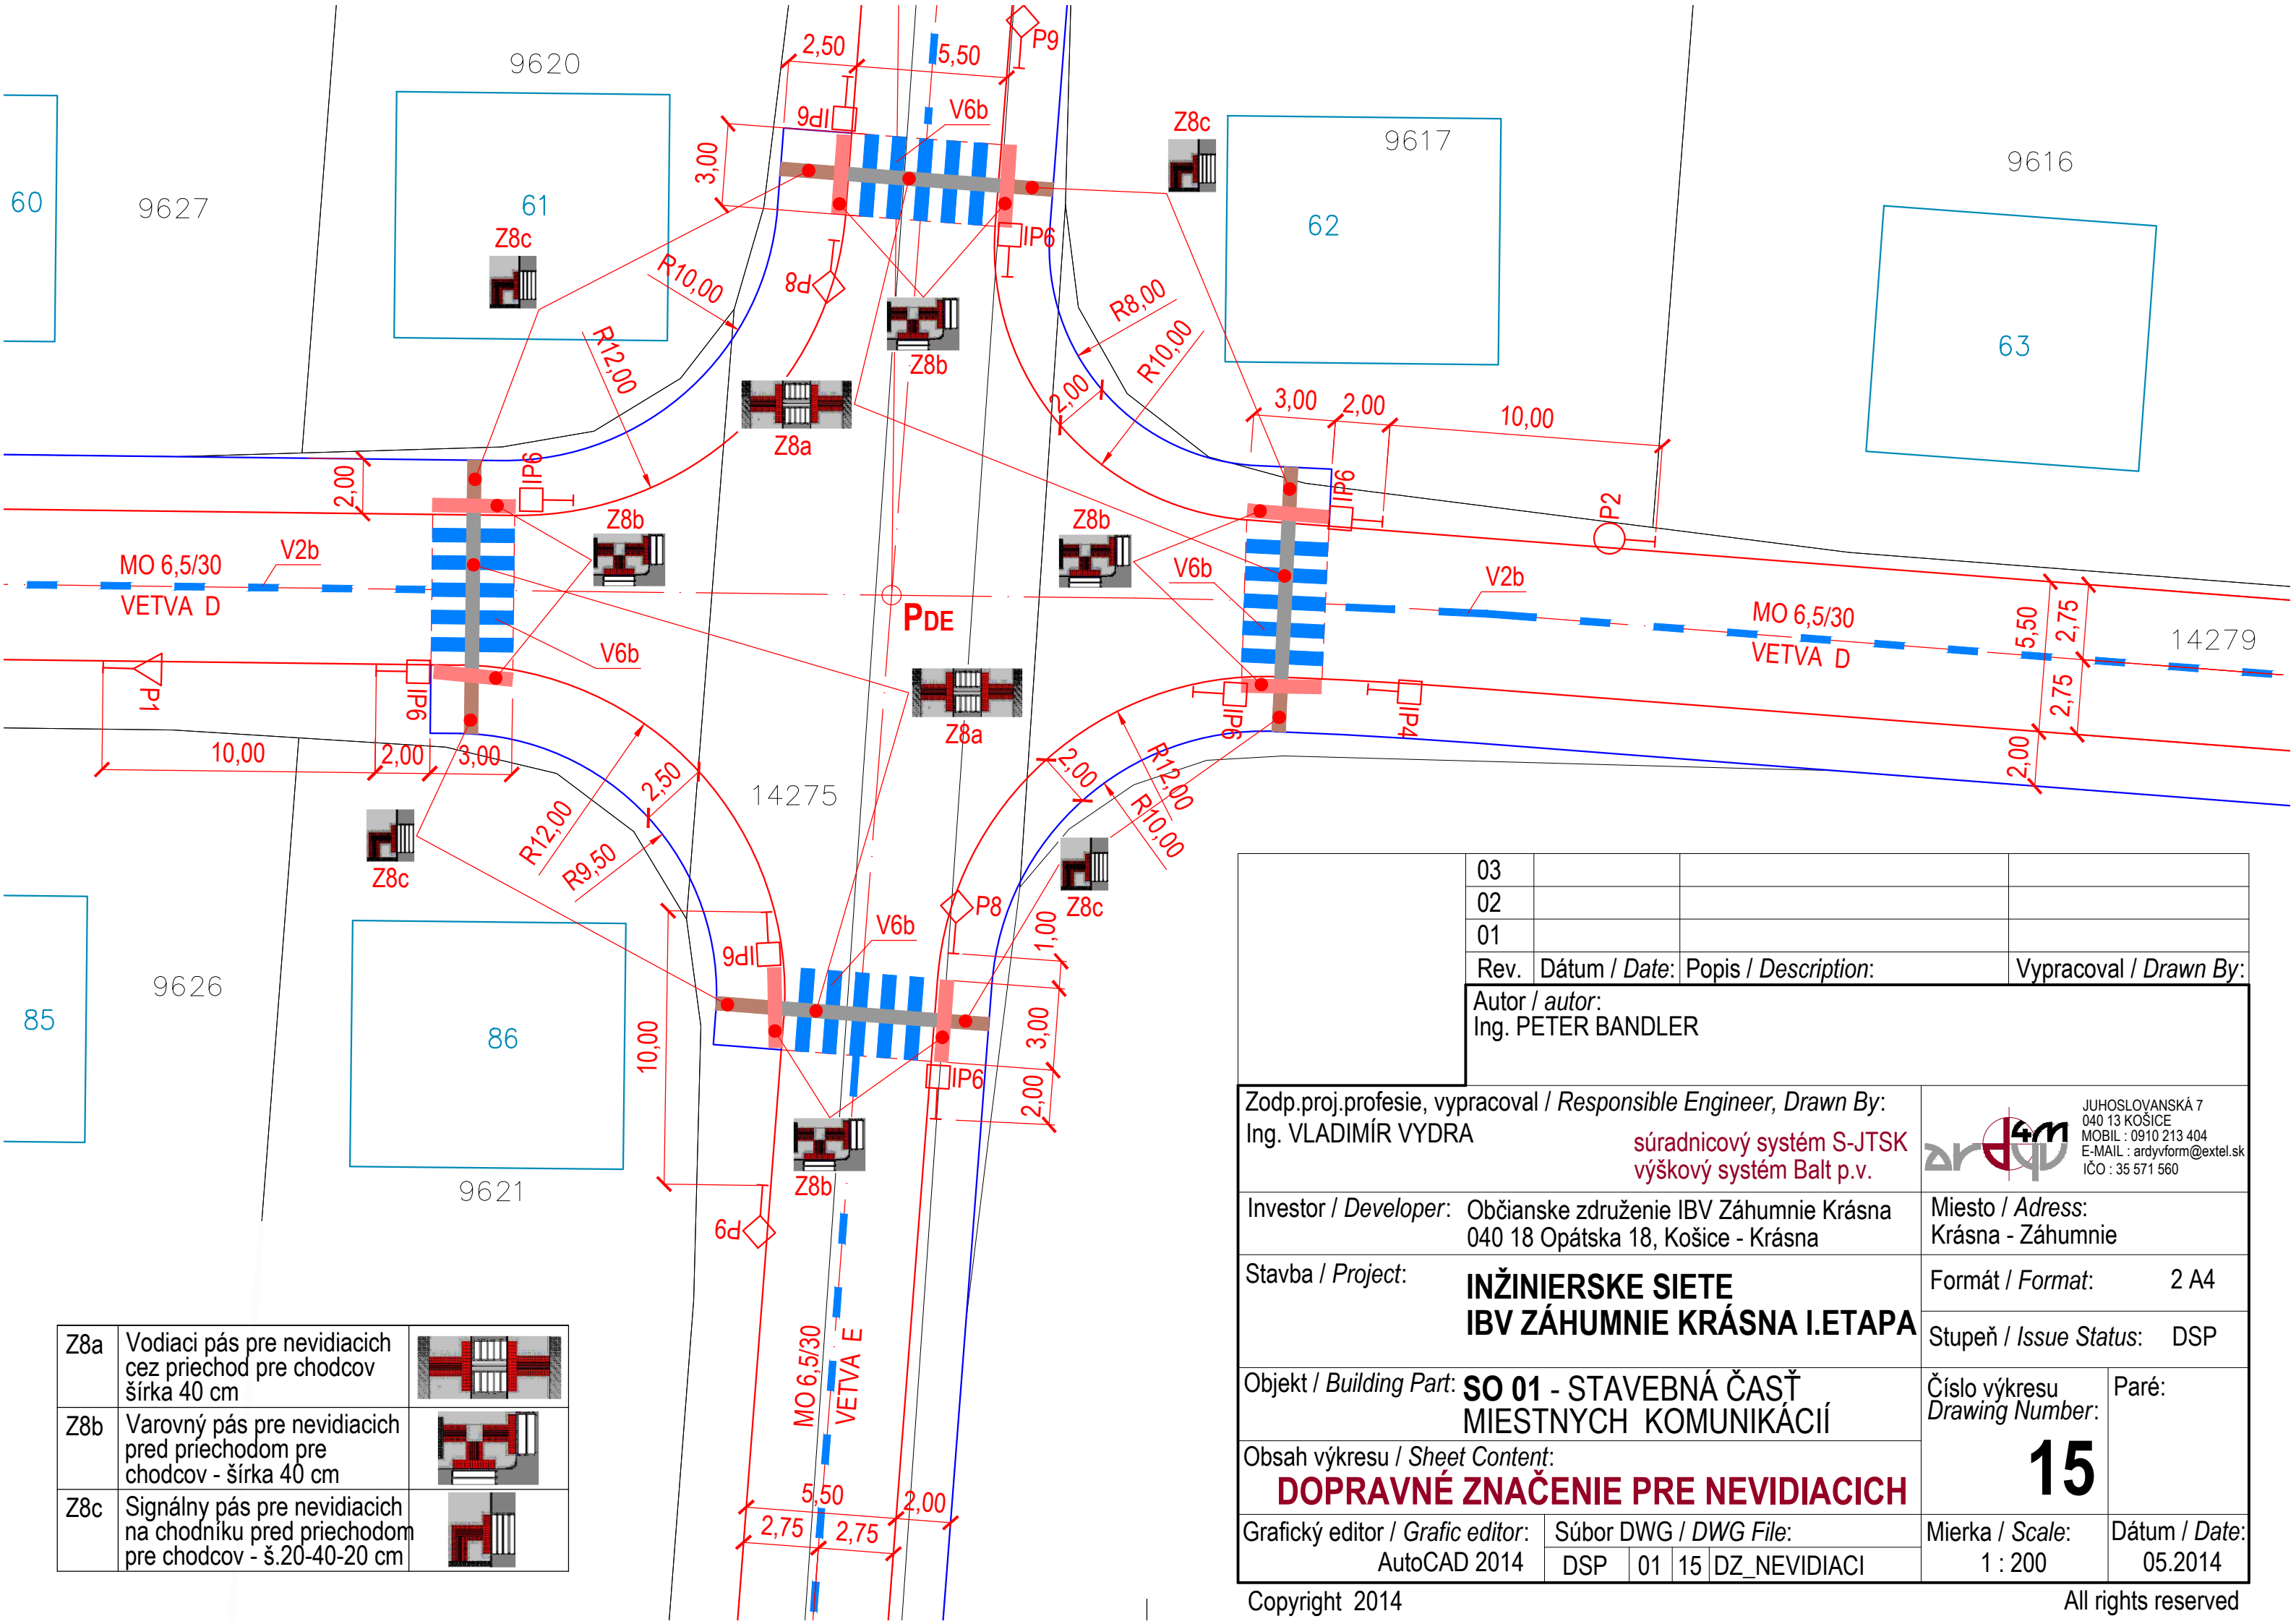 9620
2,50
5,50
P9
IP6
V6b
Z8c
9617
9616
3,00
60
9627
61
62
Z8c
IP6
R10,00
P8
R8,00
63
R12,00
R10,00
Z8b
2,00
3,00
2,00
10,00
Z8a
2,00
IP6
IP6
P2
Z8b
Z8b
MO 6,5/30
V2b
VETVA D
V6b
V2b
MO 6,5/30
VETVA D
5,50
2,75
14279
PDE
V6b
P1
IP6
Z8a
IP6
IP4
2,75
10,00
2,00
3,00
2,00
2,50
14275
2,00
R12,00
R10,00
R12,00
R9,50
Z8c
Z8c
P8
V6b
1,00
IP6
9626
85
86
10,00
3,00
IP6
2,00
Z8b
9621
P9
MO 6,5/30
VETVA E
5,50
2,00
2,75
2,75
Z8a Vodiaci pás pre nevidiacich
cez priechod pre chodcov
šírka 40 cm
Z8b Varovný pás pre nevidiacich
pred priechodom pre
chodcov - šírka 40 cm
Z8c Signálny pás pre nevidiacich
na chodníku pred priechodom
pre chodcov - š.20-40-20 cm
03
02
01
Rev. Dátum / Date: Popis / Description: Vypracoval / Drawn By:
Autor / autor:
Ing. PETER BANDLER
Zodp.proj.profesie, vypracoval / Responsible Engineer, Drawn By:
Ing. VLADIMÍR VYDRA
súradnicový systém S-JTSK
výškový systém Balt p.v.
ardyv4m
JUHOSLOVANSKÁ 7
040 13 KOŠICE
MOBIL : 0910 213 404
E-MAIL : ardyvform@extel.sk
IČO : 35 571 560
Investor / Developer: Občianske združenie IBV Záhumnie Krásna
040 18 Opátska 18, Košice - Krásna
Miesto / Adress:
Krásna - Záhumnie
Stavba / Project:
INŽINIERSKE SIETE
IBV ZÁHUMNIE KRÁSNA I.ETAPA
Formát / Format: 2 A4
Stupeň / Issue Status: DSP
Objekt / Building Part: SO 01 - STAVEBNÁ ČASŤ
MIESTNYCH KOMUNIKÁCIÍ
Číslo výkresu
Drawing Number:
15
Paré:
Obsah výkresu / Sheet Content:
DOPRAVNÉ ZNAČENIE PRE NEVIDIACICH
Grafický editor / Grafic editor:
AutoCAD 2014
Súbor DWG / DWG File:
DSP 01 15 DZ_NEVIDIACI
Mierka / Scale:
1 : 200
Dátum / Date:
05.2014
Copyright 2014
All rights reserved